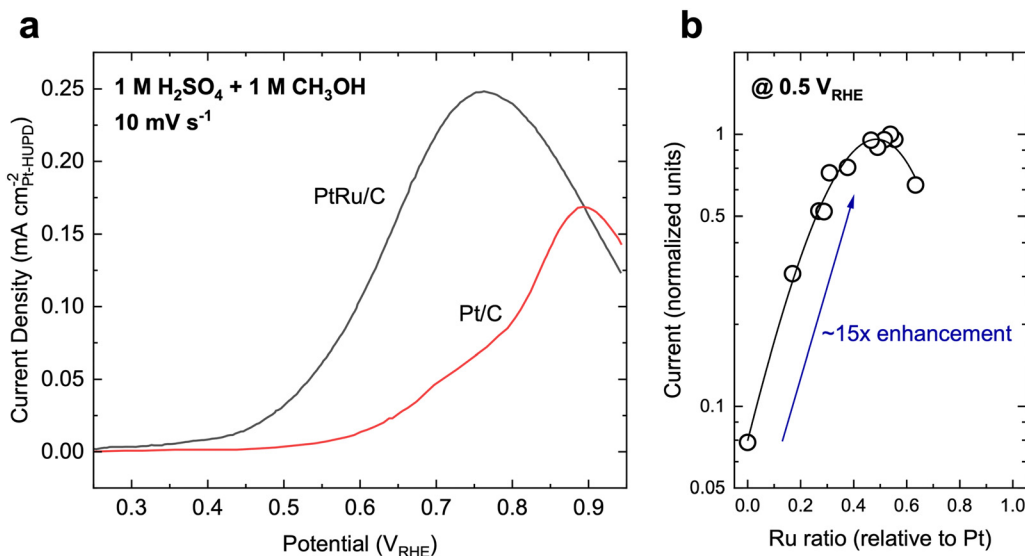 a
1 M H₂SO₄ + 1 M CH₃OH
10 mV s⁻¹
PtRu/C
Pt/C
Current Density (mA cm⁻²Pt-HUPD)
0.25
0.20
0.15
0.10
0.05
0.00
0.3 0.4 0.5 0.6 0.7 0.8 0.9
Potential (VRHE)
b
@ 0.5 VRHE
~15x enhancement
Current (normalized units)
1
0.5
0.1
0.05
0.0 0.2 0.4 0.6 0.8 1.0
Ru ratio (relative to Pt)